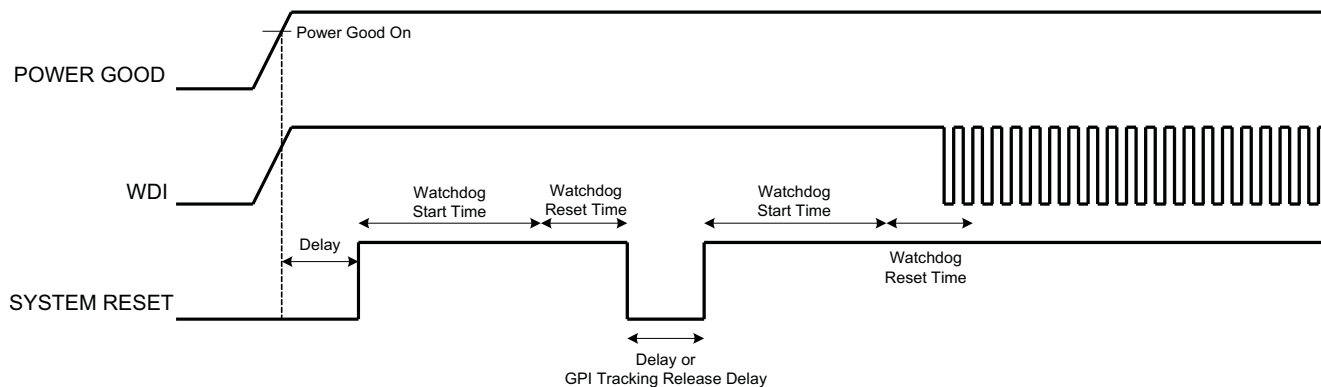 Power Good On
POWER GOOD
WDI
Watchdog
Start Time
Watchdog
Reset Time
Watchdog
Start Time
Delay
Watchdog
Reset Time
SYSTEM RESET
Delay or
GPI Tracking Release Delay